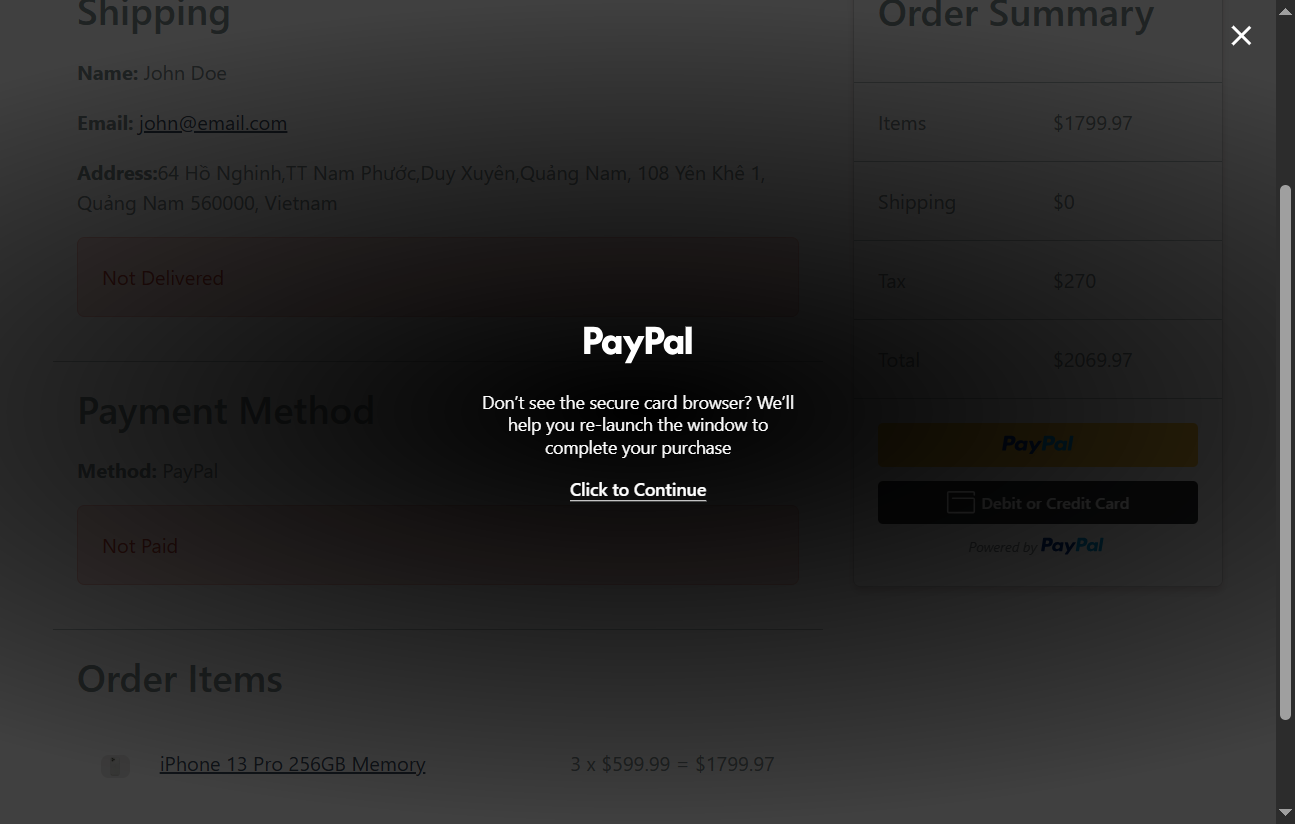 Shipping
Name: John Doe
Email: john@email.com
Address:64 Hồ Nghinh,TT Nam Phước,Duy Xuyên,Quảng Nam, 108 Yên Khê 1,
Quảng Nam 560000, Vietnam
Not Delivered
Payment Method
Method: PayPal
Not Paid
Order Items
iPhone 13 Pro 256GB Memory 3 x $599.99 = $1799.97
Order Summary
Items $1799.97
Shipping $0
Tax $270
Total $2069.97
PayPal
Debit or Credit Card
Powered by PayPal
PayPal
Don’t see the secure card browser? We’ll
help you re-launch the window to
complete your purchase
Click to Continue